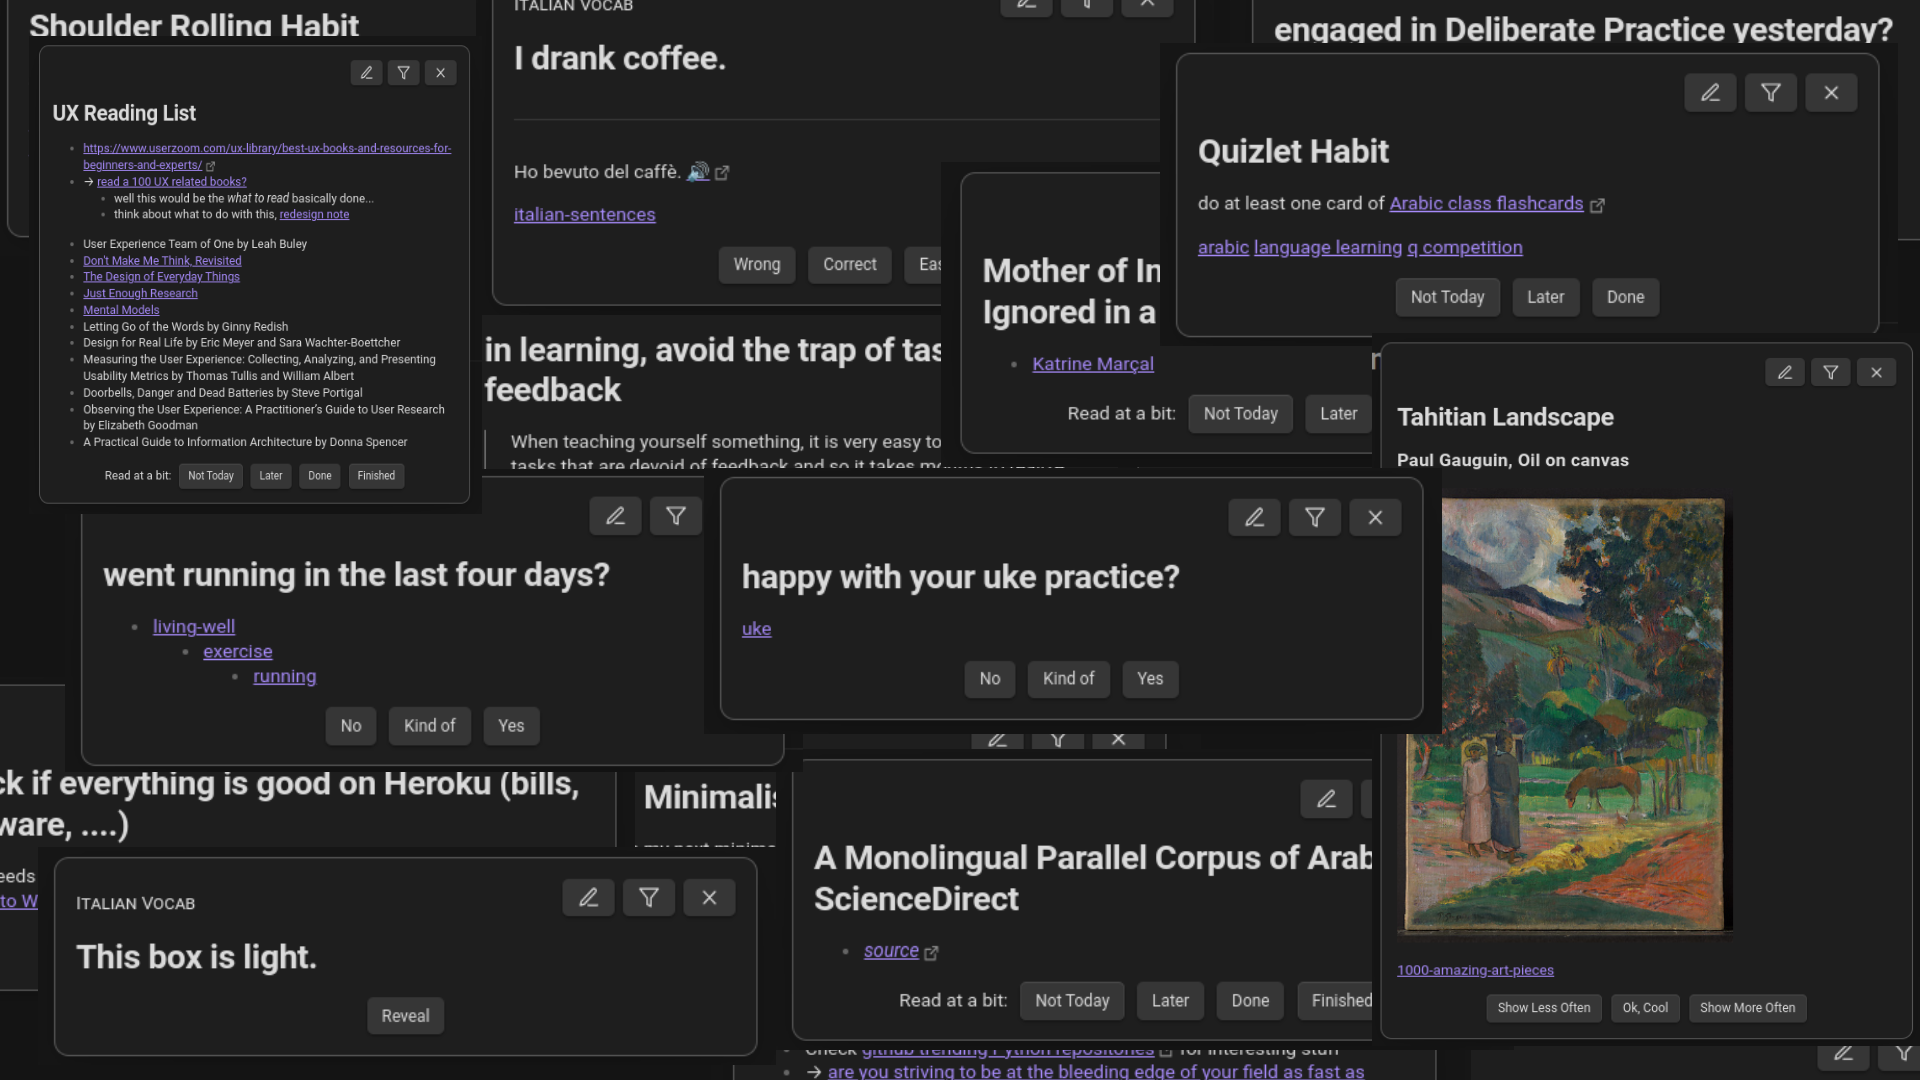 Shoulder Rolling Habit
UX Reading List
https://www.userzoom.com/ux-library/best-ux-books-and-resources-for-
beginners-and-experts/
→ read a 100 UX related books?
well this would be the what to read basically done...
think about what to do with this, redesign note
User Experience Team of One by Leah Buley
Don't Make Me Think, Revisited
The Design of Everyday Things
Just Enough Research
Mental Models
Letting Go of the Words by Ginny Redish
Design for Real Life by Eric Meyer and Sara Wachter-Boettcher
Measuring the User Experience: Collecting, Analyzing, and Presenting
Usability Metrics by Thomas Tullis and William Albert
Doorbells, Danger and Dead Batteries by Steve Portigal
Observing the User Experience: A Practitioner's Guide to User Research
by Elizabeth Goodman
A Practical Guide to Information Architecture by Donna Spencer
Read at a bit: Not Today Later Done Finished
ITALIAN VOCAB
I drank coffee.
Ho bevuto del caffè. 🔊
italian-sentences
Wrong Correct
engaged in Deliberate Practice yesterday?
Quizlet Habit
do at least one card of Arabic class flashcards
arabic language learning q competition
Not Today Later Done
Mother of In
Ignored in a
Katrine Marçal
Read at a bit: Not Today Later
in learning, avoid the trap of tas
feedback
When teaching yourself something, it is very easy to
tasks that are devoid of feedback and so it takes
Tahitian Landscape
Paul Gauguin, Oil on canvas
1000-amazing-art-pieces
Show Less Often Ok, Cool Show More Often
went running in the last four days?
living-well
exercise
running
No Kind of Yes
happy with your uke practice?
uke
No Kind of Yes
ck if everything is good on Heroku (bills,
ware, ....)
eeds
to W
Minimalis
ITALIAN VOCAB
This box is light.
Reveal
A Monolingual Parallel Corpus of Arab
ScienceDirect
source
Read at a bit: Not Today Later Done Finished
Check github trending Python repositories for interesting stuff
→ are you striving to be at the bleeding edge of your field as fast as